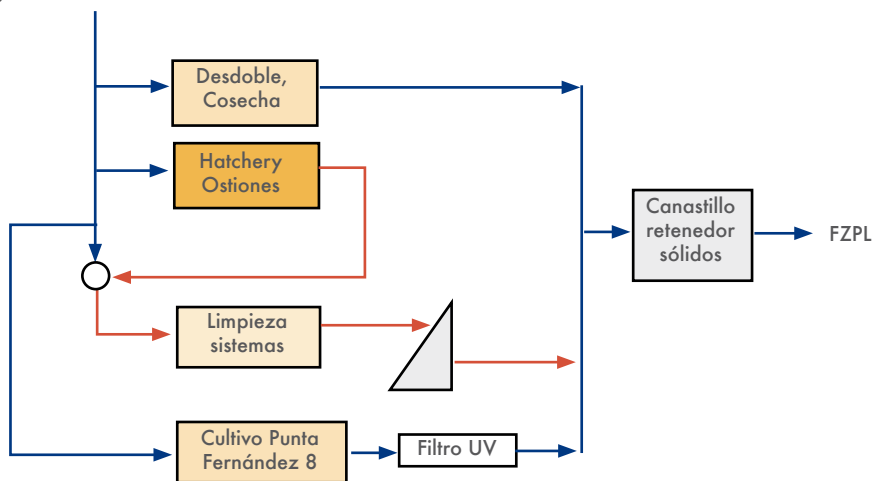 Desdoble,
Cosecha
Hatchery
Ostiones
Canastillo
retenedor
sólidos
FZPL
Limpieza
sistemas
Cultivo Punta
Fernández 8
Filtro UV